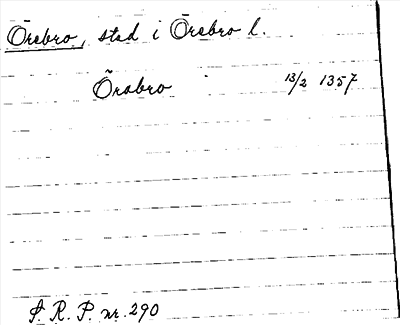 Örebro, stad i Örebro l.
Örebro 13/2 1357
S. R. P. nr. 290